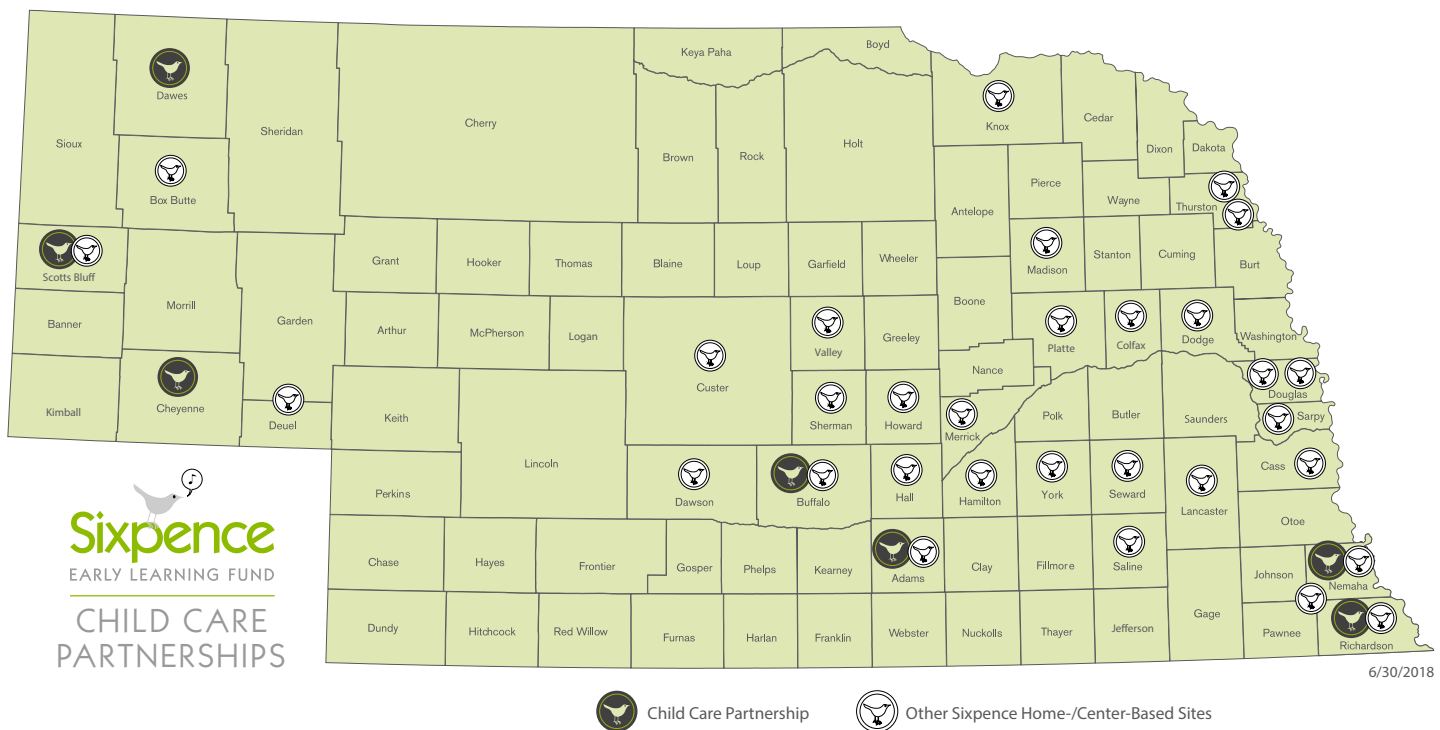 Keya Paha
Boyd
Dawes
Knox
Cedar
Sioux
Sheridan
Cherry
Brown
Rock
Holt
Dixon
Dakota
Box Butte
Pierce
Wayne
Thurston
Antelope
Scotts Bluff
Grant
Hooker
Thomas
Blaine
Loup
Garfield
Wheeler
Madison
Stanton
Cuming
Burt
Morrill
Banner
Garden
Arthur
McPherson
Logan
Valley
Greeley
Boone
Platte
Colfax
Dodge
Washington
Custer
Nance
Kimball
Cheyenne
Deuel
Keith
Sherman
Howard
Merrick
Polk
Butler
Saunders
Douglas
Sarpy
Lincoln
Perkins
Dawson
Buffalo
Hall
Hamilton
York
Seward
Lancaster
Cass
Otoe
Sixpence
EARLY LEARNING FUND
CHILD CARE
PARTNERSHIPS
Chase
Hayes
Frontier
Gosper
Phelps
Kearney
Adams
Clay
Fillmore
Saline
Johnson
Nemaha
Gage
Dundy
Hitchcock
Red Willow
Furnas
Harlan
Franklin
Webster
Nuckolls
Thayer
Jefferson
Pawnee
Richardson
6/30/2018
Child Care Partnership
Other Sixpence Home-/Center-Based Sites